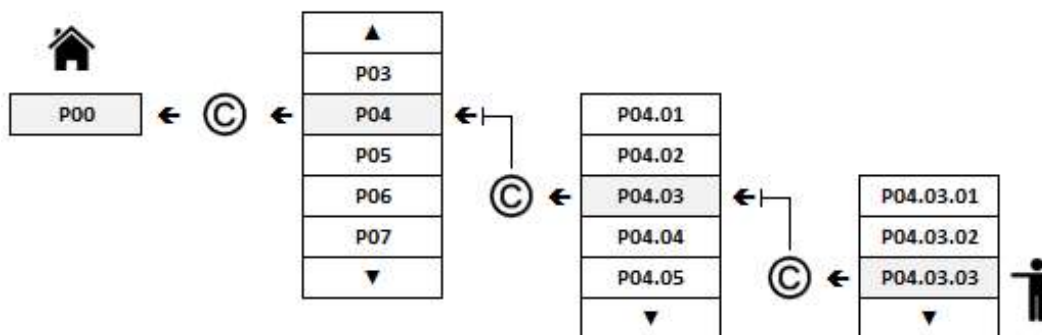 ▲
P03
P00 ← © ← P04 ←
P05
P06
P07
▼
P04.01
P04.02
© ← P04.03 ←
P04.04
P04.05
▼
P04.03.01
P04.03.02
© ← P04.03.03
▼